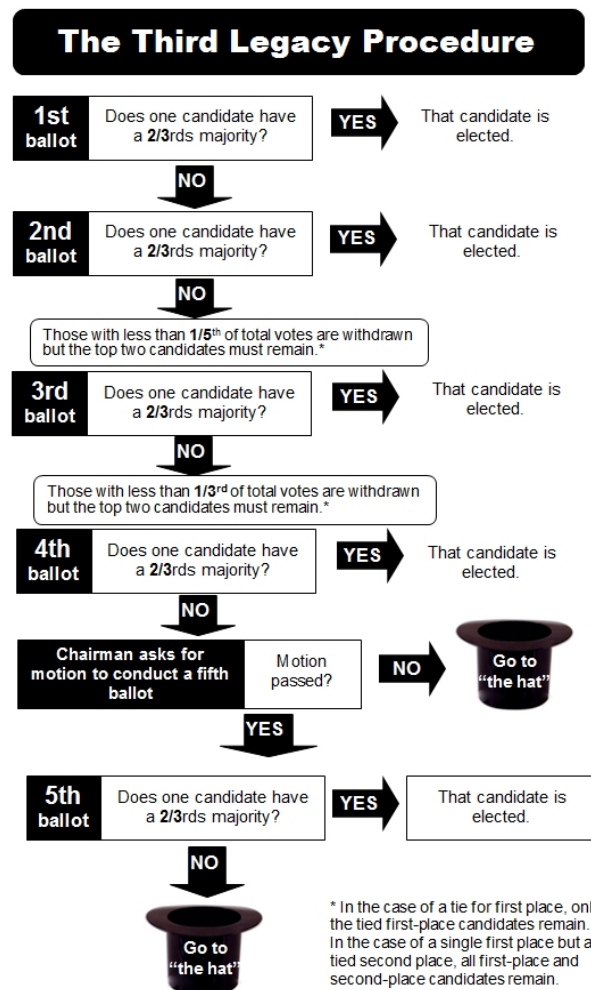 The Third Legacy Procedure
1st
ballot
Does one candidate have
a 2/3rds majority?
YES
That candidate is
elected.
NO
2nd
ballot
Does one candidate have
a 2/3rds majority?
YES
That candidate is
elected.
NO
Those with less than 1/5th of total votes are withdrawn
but the top two candidates must remain.*
3rd
ballot
Does one candidate have
a 2/3rds majority?
YES
That candidate is
elected.
NO
Those with less than 1/3rd of total votes are withdrawn
but the top two candidates must remain.*
4th
ballot
Does one candidate have
a 2/3rds majority?
YES
That candidate is
elected.
NO
Chairman asks for
motion to conduct a fifth
ballot
Motion
passed?
NO
Go to
“the hat”
YES
5th
ballot
Does one candidate have
a 2/3rds majority?
YES
That candidate is
elected.
NO
Go to
“the hat”
* In the case of a tie for first place, onl
the tied first-place candidates remain.
In the case of a single first place but a
tied second place, all first-place and
second-place candidates remain.